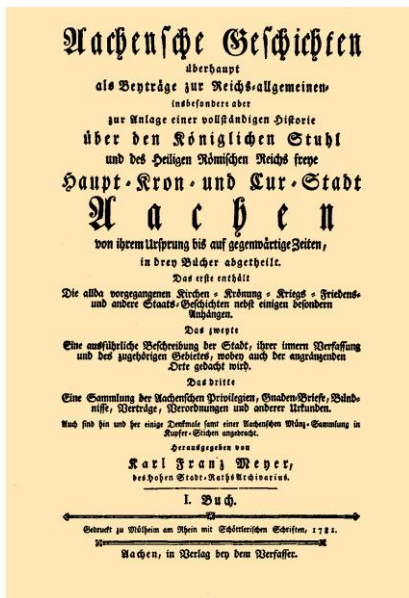 Aachensche Geschichten
überhaupt
als Beyträge zur Reichs-allgemeinen-
insbesondere aber
zur Anlage einer vollständigen Historie
über den Königlichen Stuhl
und des Heiligen Römischen Reichs freye
Haupt-Kron-und Cur-Stadt
Aachen
von ihrem Ursprung bis auf gegenwärtige Zeiten,
in drey Bücher abgetheilt.
Das erste enthält
Die allda vorgegangenen Kirchen-Krönung-Kriegs-Friedens-
und andere Staats-Geschichten nebst einigen besondern
Anhängen.
Das zweyte
Eine ausführliche Beschreibung der Stadt, ihrer innern Verfassung
und des zugehörigen Gebietes, wobey auch der angränzenden
Orte gedacht wird.
Das dritte
Eine Sammlung der Aachenschen Privilegien, Gnaden-Briefe, Bünd-
nisse, Verträge, Verordnungen und anderer Urkunden.
Auch sind hin und her einige Denkmale samt einer Aachenschen Münz-Sammlung in
Kupfer-Stichen angebracht.
Herausgegeben von
Karl Franz Meyer,
des Hohen Stadt-Raths Archivarius.
I. Buch.
Gedruckt zu Mülheim am Rhein mit Schöttlerischen Schriften, 1781.
Aachen, in Verlag bey dem Verfasser.